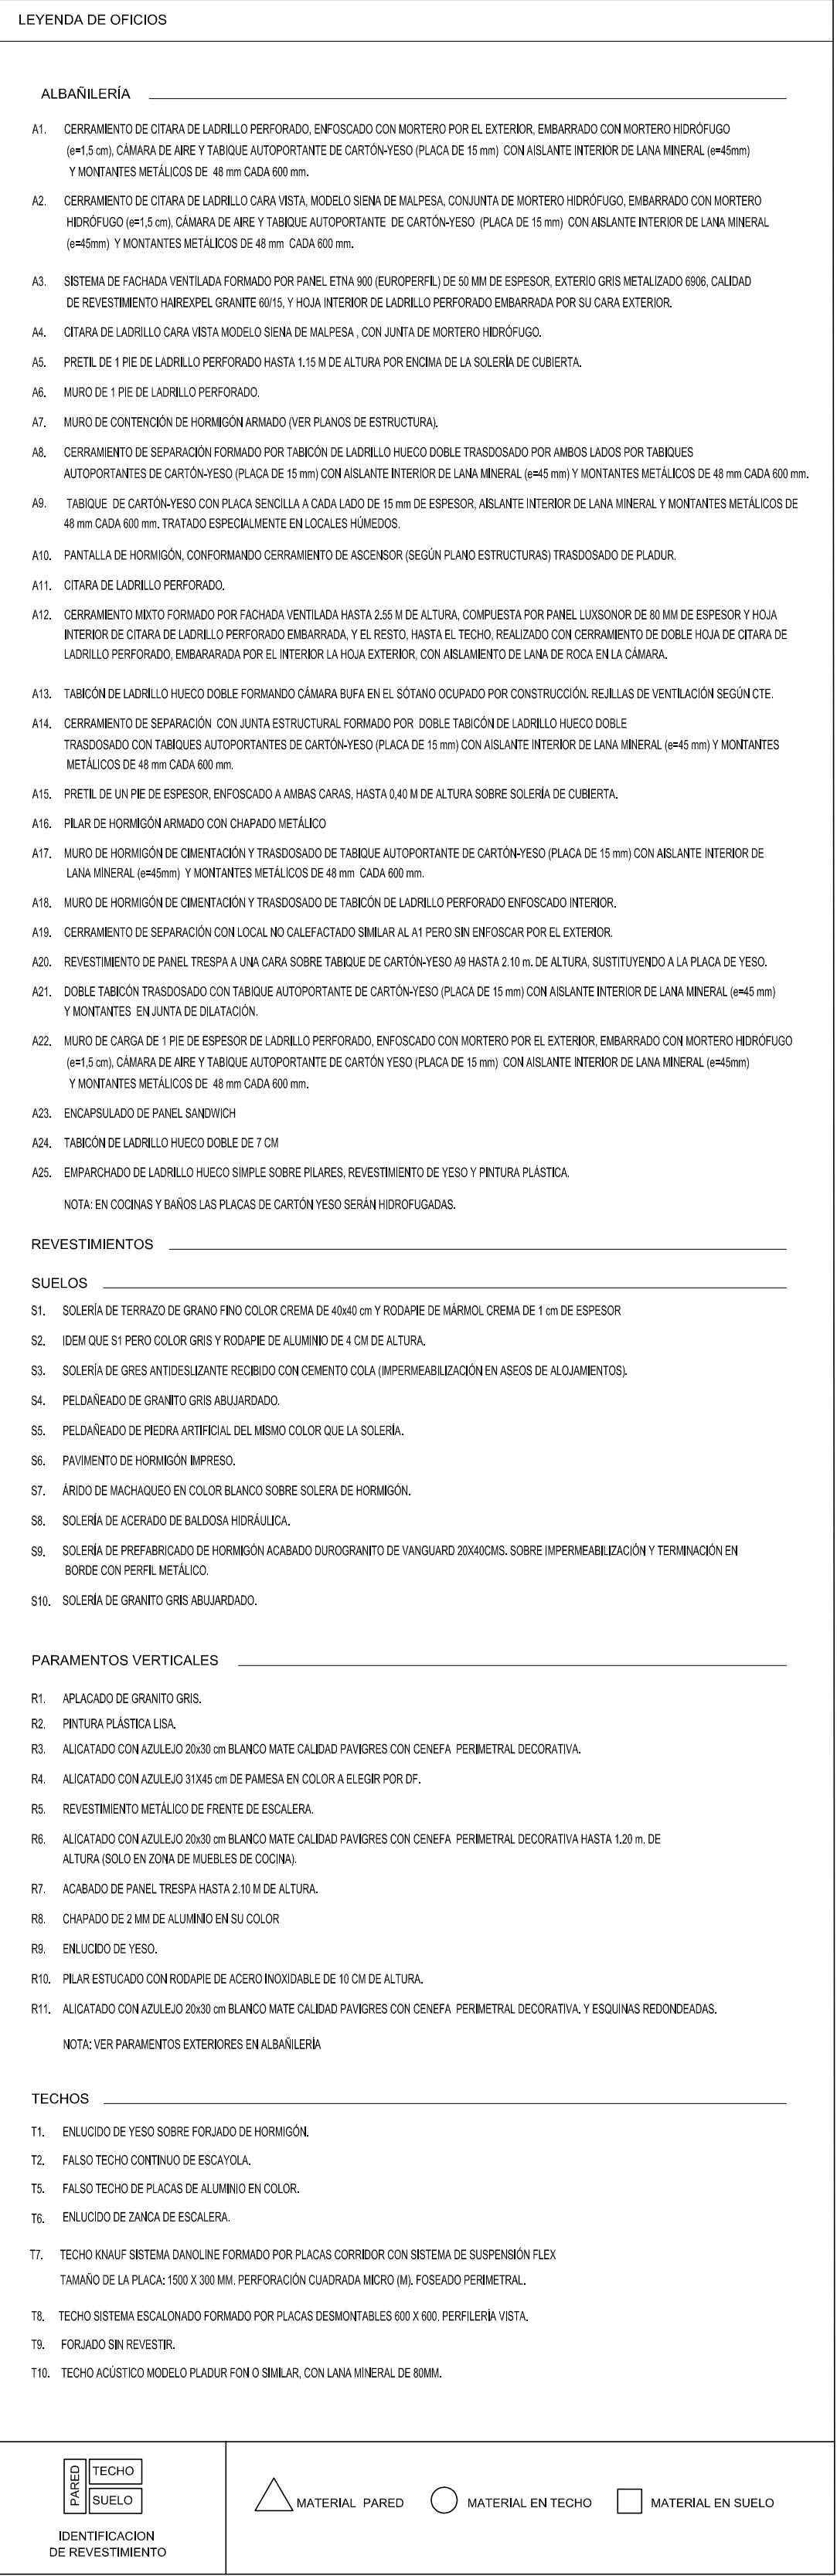 LEYENDA DE OFICIOS
ALBAÑILERÍA
A1. CERRAMIENTO DE CITARA DE LADRILLO PERFORADO, ENFOSCADO CON MORTERO POR EL EXTERIOR, EMBARRADO CON MORTERO HIDRÓFUGO
(e=1,5 cm), CÁMARA DE AIRE Y TABIQUE AUTOPORTANTE DE CARTÓN-YESO (PLACA DE 15 mm) CON AISLANTE INTERIOR DE LANA MINERAL (e=45mm)
Y MONTANTES METÁLICOS DE 48 mm CADA 600 mm.
A2. CERRAMIENTO DE CITARA DE LADRILLO CARA VISTA, MODELO SIENA DE MALPESA, CONJUNTA DE MORTERO HIDRÓFUGO, EMBARRADO CON MORTERO
HIDRÓFUGO (e=1,5 cm), CÁMARA DE AIRE Y TABIQUE AUTOPORTANTE DE CARTÓN-YESO (PLACA DE 15 mm) CON AISLANTE INTERIOR DE LANA MINERAL
(e=45mm) Y MONTANTES METÁLICOS DE 48 mm CADA 600 mm.
A3. SISTEMA DE FACHADA VENTILADA FORMADO POR PANEL ETNA 900 (EUROPERFIL) DE 50 MM DE ESPESOR, EXTERIO GRIS METALIZADO 6906, CALIDAD
DE REVESTIMIENTO HAIREXPEL GRANITE 60/15, Y HOJA INTERIOR DE LADRILLO PERFORADO EMBARRADA POR SU CARA EXTERIOR.
A4. CITARA DE LADRILLO CARA VISTA MODELO SIENA DE MALPESA , CON JUNTA DE MORTERO HIDRÓFUGO.
A5. PRETIL DE 1 PIE DE LADRILLO PERFORADO HASTA 1.15 M DE ALTURA POR ENCIMA DE LA SOLERÍA DE CUBIERTA.
A6. MURO DE 1 PIE DE LADRILLO PERFORADO.
A7. MURO DE CONTENCIÓN DE HORMIGÓN ARMADO (VER PLANOS DE ESTRUCTURA).
A8. CERRAMIENTO DE SEPARACIÓN FORMADO POR TABICÓN DE LADRILLO HUECO DOBLE TRASDOSADO POR AMBOS LADOS POR TABIQUES
AUTOPORTANTES DE CARTÓN-YESO (PLACA DE 15 mm) CON AISLANTE INTERIOR DE LANA MINERAL (e=45 mm) Y MONTANTES METÁLICOS DE 48 mm CADA 600 mm.
A9. TABIQUE DE CARTÓN-YESO CON PLACA SENCILLA A CADA LADO DE 15 mm DE ESPESOR, AISLANTE INTERIOR DE LANA MINERAL Y MONTANTES METÁLICOS DE
48 mm CADA 600 mm. TRATADO ESPECIALMENTE EN LOCALES HÚMEDOS.
A10. PANTALLA DE HORMIGÓN, CONFORMANDO CERRAMIENTO DE ASCENSOR (SEGÚN PLANO ESTRUCTURAS) TRASDOSADO DE PLADUR.
A11. CITARA DE LADRILLO PERFORADO.
A12. CERRAMIENTO MIXTO FORMADO POR FACHADA VENTILADA HASTA 2.55 M DE ALTURA, COMPUESTA POR PANEL LUXSONOR DE 80 MM DE ESPESOR Y HOJA
INTERIOR DE CITARA DE LADRILLO PERFORADO EMBARRADA, Y EL RESTO, HASTA EL TECHO, REALIZADO CON CERRAMIENTO DE DOBLE HOJA DE CITARA DE
LADRILLO PERFORADO, EMBARARADA POR EL INTERIOR LA HOJA EXTERIOR, CON AISLAMIENTO DE LANA DE ROCA EN LA CÁMARA.
A13. TABICÓN DE LADRILLO HUECO DOBLE FORMANDO CÁMARA BUFA EN EL SÓTANO OCUPADO POR CONSTRUCCIÓN. REJILLAS DE VENTILACIÓN SEGÚN CTE.
A14. CERRAMIENTO DE SEPARACIÓN CON JUNTA ESTRUCTURAL FORMADO POR DOBLE TABICÓN DE LADRILLO HUECO DOBLE
TRASDOSADO CON TABIQUES AUTOPORTANTES DE CARTÓN-YESO (PLACA DE 15 mm) CON AISLANTE INTERIOR DE LANA MINERAL (e=45 mm) Y MONTANTES
METÁLICOS DE 48 mm CADA 600 mm.
A15. PRETIL DE UN PIE DE ESPESOR, ENFOSCADO A AMBAS CARAS, HASTA 0,40 M DE ALTURA SOBRE SOLERÍA DE CUBIERTA.
A16. PILAR DE HORMIGÓN ARMADO CON CHAPADO METÁLICO
A17. MURO DE HORMIGÓN DE CIMENTACIÓN Y TRASDOSADO DE TABIQUE AUTOPORTANTE DE CARTÓN-YESO (PLACA DE 15 mm) CON AISLANTE INTERIOR DE
LANA MINERAL (e=45mm) Y MONTANTES METÁLICOS DE 48 mm CADA 600 mm.
A18. MURO DE HORMIGÓN DE CIMENTACIÓN Y TRASDOSADO DE TABICÓN DE LADRILLO PERFORADO ENFOSCADO INTERIOR.
A19. CERRAMIENTO DE SEPARACIÓN CON LOCAL NO CALEFACTADO SIMILAR AL A1 PERO SIN ENFOSCAR POR EL EXTERIOR.
A20. REVESTIMIENTO DE PANEL TRESPA A UNA CARA SOBRE TABIQUE DE CARTÓN-YESO A9 HASTA 2.10 m. DE ALTURA, SUSTITUYENDO A LA PLACA DE YESO.
A21. DOBLE TABICÓN TRASDOSADO CON TABIQUE AUTOPORTANTE DE CARTÓN-YESO (PLACA DE 15 mm) CON AISLANTE INTERIOR DE LANA MINERAL (e=45 mm)
Y MONTANTES EN JUNTA DE DILATACIÓN.
A22. MURO DE CARGA DE 1 PIE DE ESPESOR DE LADRILLO PERFORADO, ENFOSCADO CON MORTERO POR EL EXTERIOR, EMBARRADO CON MORTERO HIDRÓFUGO
(e=1,5 cm), CÁMARA DE AIRE Y TABIQUE AUTOPORTANTE DE CARTÓN YESO (PLACA DE 15 mm) CON AISLANTE INTERIOR DE LANA MINERAL (e=45mm)
Y MONTANTES METÁLICOS DE 48 mm CADA 600 mm.
A23. ENCAPSULADO DE PANEL SANDWICH
A24. TABICÓN DE LADRILLO HUECO DOBLE DE 7 CM
A25. EMPARCHADO DE LADRILLO HUECO SIMPLE SOBRE PILARES, REVESTIMIENTO DE YESO Y PINTURA PLÁSTICA.
NOTA: EN COCINAS Y BAÑOS LAS PLACAS DE CARTÓN YESO SERÁN HIDROFUGADAS.
REVESTIMIENTOS
SUELOS
S1. SOLERÍA DE TERRAZO DE GRANO FINO COLOR CREMA DE 40x40 cm Y RODAPIE DE MÁRMOL CREMA DE 1 cm DE ESPESOR
S2. IDEM QUE S1 PERO COLOR GRIS Y RODAPIE DE ALUMINIO DE 4 CM DE ALTURA.
S3. SOLERÍA DE GRES ANTIDESLIZANTE RECIBIDO CON CEMENTO COLA (IMPERMEABILIZACIÓN EN ASEOS DE ALOJAMIENTOS).
S4. PELDAÑEADO DE GRANITO GRIS ABUJARDADO.
S5. PELDAÑEADO DE PIEDRA ARTIFICIAL DEL MISMO COLOR QUE LA SOLERÍA.
S6. PAVIMENTO DE HORMIGÓN IMPRESO.
S7. ÁRIDO DE MACHAQUEO EN COLOR BLANCO SOBRE SOLERA DE HORMIGÓN.
S8. SOLERÍA DE ACERADO DE BALDOSA HIDRÁULICA.
S9. SOLERÍA DE PREFABRICADO DE HORMIGÓN ACABADO DUROGRANITO DE VANGUARD 20X40CMS. SOBRE IMPERMEABILIZACIÓN Y TERMINACIÓN EN
BORDE CON PERFIL METÁLICO.
S10. SOLERÍA DE GRANITO GRIS ABUJARDADO.
PARAMENTOS VERTICALES
R1. APLACADO DE GRANITO GRIS.
R2. PINTURA PLÁSTICA LISA.
R3. ALICATADO CON AZULEJO 20x30 cm BLANCO MATE CALIDAD PAVIGRES CON CENEFA PERIMETRAL DECORATIVA.
R4. ALICATADO CON AZULEJO 31X45 cm DE PAMESA EN COLOR A ELEGIR POR DF.
R5. REVESTIMIENTO METÁLICO DE FRENTE DE ESCALERA.
R6. ALICATADO CON AZULEJO 20x30 cm BLANCO MATE CALIDAD PAVIGRES CON CENEFA PERIMETRAL DECORATIVA HASTA 1.20 m. DE
ALTURA (SOLO EN ZONA DE MUEBLES DE COCINA).
R7. ACABADO DE PANEL TRESPA HASTA 2.10 M DE ALTURA.
R8. CHAPADO DE 2 MM DE ALUMINIO EN SU COLOR
R9. ENLUCIDO DE YESO.
R10. PILAR ESTUCADO CON RODAPIE DE ACERO INOXIDABLE DE 10 CM DE ALTURA.
R11. ALICATADO CON AZULEJO 20x30 cm BLANCO MATE CALIDAD PAVIGRES CON CENEFA PERIMETRAL DECORATIVA. Y ESQUINAS REDONDEADAS.
NOTA: VER PARAMENTOS EXTERIORES EN ALBAÑILERÍA
TECHOS
T1. ENLUCIDO DE YESO SOBRE FORJADO DE HORMIGÓN.
T2. FALSO TECHO CONTINUO DE ESCAYOLA.
T5. FALSO TECHO DE PLACAS DE ALUMINIO EN COLOR.
T6. ENLUCIDO DE ZANCA DE ESCALERA.
T7. TECHO KNAUF SISTEMA DANOLINE FORMADO POR PLACAS CORRIDOR CON SISTEMA DE SUSPENSIÓN FLEX
TAMAÑO DE LA PLACA: 1500 X 300 MM. PERFORACIÓN CUADRADA MICRO (M). FOSEADO PERIMETRAL.
T8. TECHO SISTEMA ESCALONADO FORMADO POR PLACAS DESMONTABLES 600 X 600. PERFILERÍA VISTA.
T9. FORJADO SIN REVESTIR.
T10. TECHO ACÚSTICO MODELO PLADUR FON O SIMILAR, CON LANA MINERAL DE 80MM.
PARED
TECHO
SUELO
IDENTIFICACION
DE REVESTIMIENTO
MATERIAL PARED
MATERIAL EN TECHO
MATERIAL EN SUELO